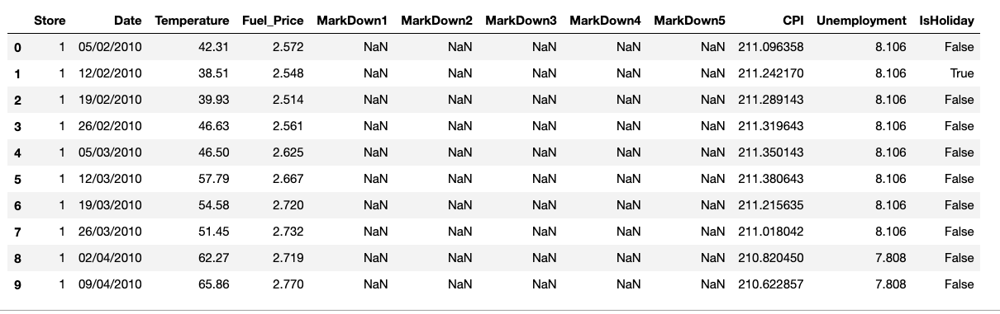 Store Date Temperature Fuel_Price MarkDown1 MarkDown2 MarkDown3 MarkDown4 MarkDown5 CPI Unemployment IsHoliday
0 1 05/02/2010 42.31 2.572 NaN NaN NaN NaN NaN 211.096358 8.106 False
1 1 12/02/2010 38.51 2.548 NaN NaN NaN NaN NaN 211.242170 8.106 True
2 1 19/02/2010 39.93 2.514 NaN NaN NaN NaN NaN 211.289143 8.106 False
3 1 26/02/2010 46.63 2.561 NaN NaN NaN NaN NaN 211.319643 8.106 False
4 1 05/03/2010 46.50 2.625 NaN NaN NaN NaN NaN 211.350143 8.106 False
5 1 12/03/2010 57.79 2.667 NaN NaN NaN NaN NaN 211.380643 8.106 False
6 1 19/03/2010 54.58 2.720 NaN NaN NaN NaN NaN 211.215635 8.106 False
7 1 26/03/2010 51.45 2.732 NaN NaN NaN NaN NaN 211.018042 8.106 False
8 1 02/04/2010 62.27 2.719 NaN NaN NaN NaN NaN 210.820450 7.808 False
9 1 09/04/2010 65.86 2.770 NaN NaN NaN NaN NaN 210.622857 7.808 False